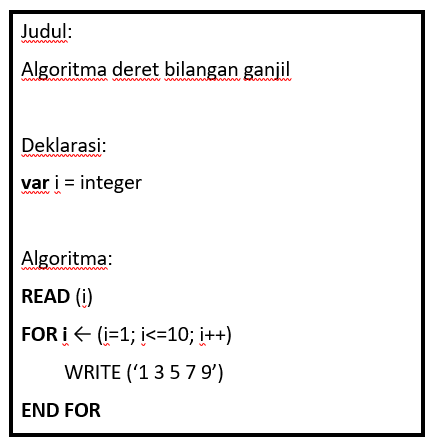 Judul:
Algoritma deret bilangan ganjil
Deklarasi:
var i = integer
Algoritma:
READ (i)
FOR i ← (i=1; i<=10; i++)
WRITE (‘1 3 5 7 9’)
END FOR